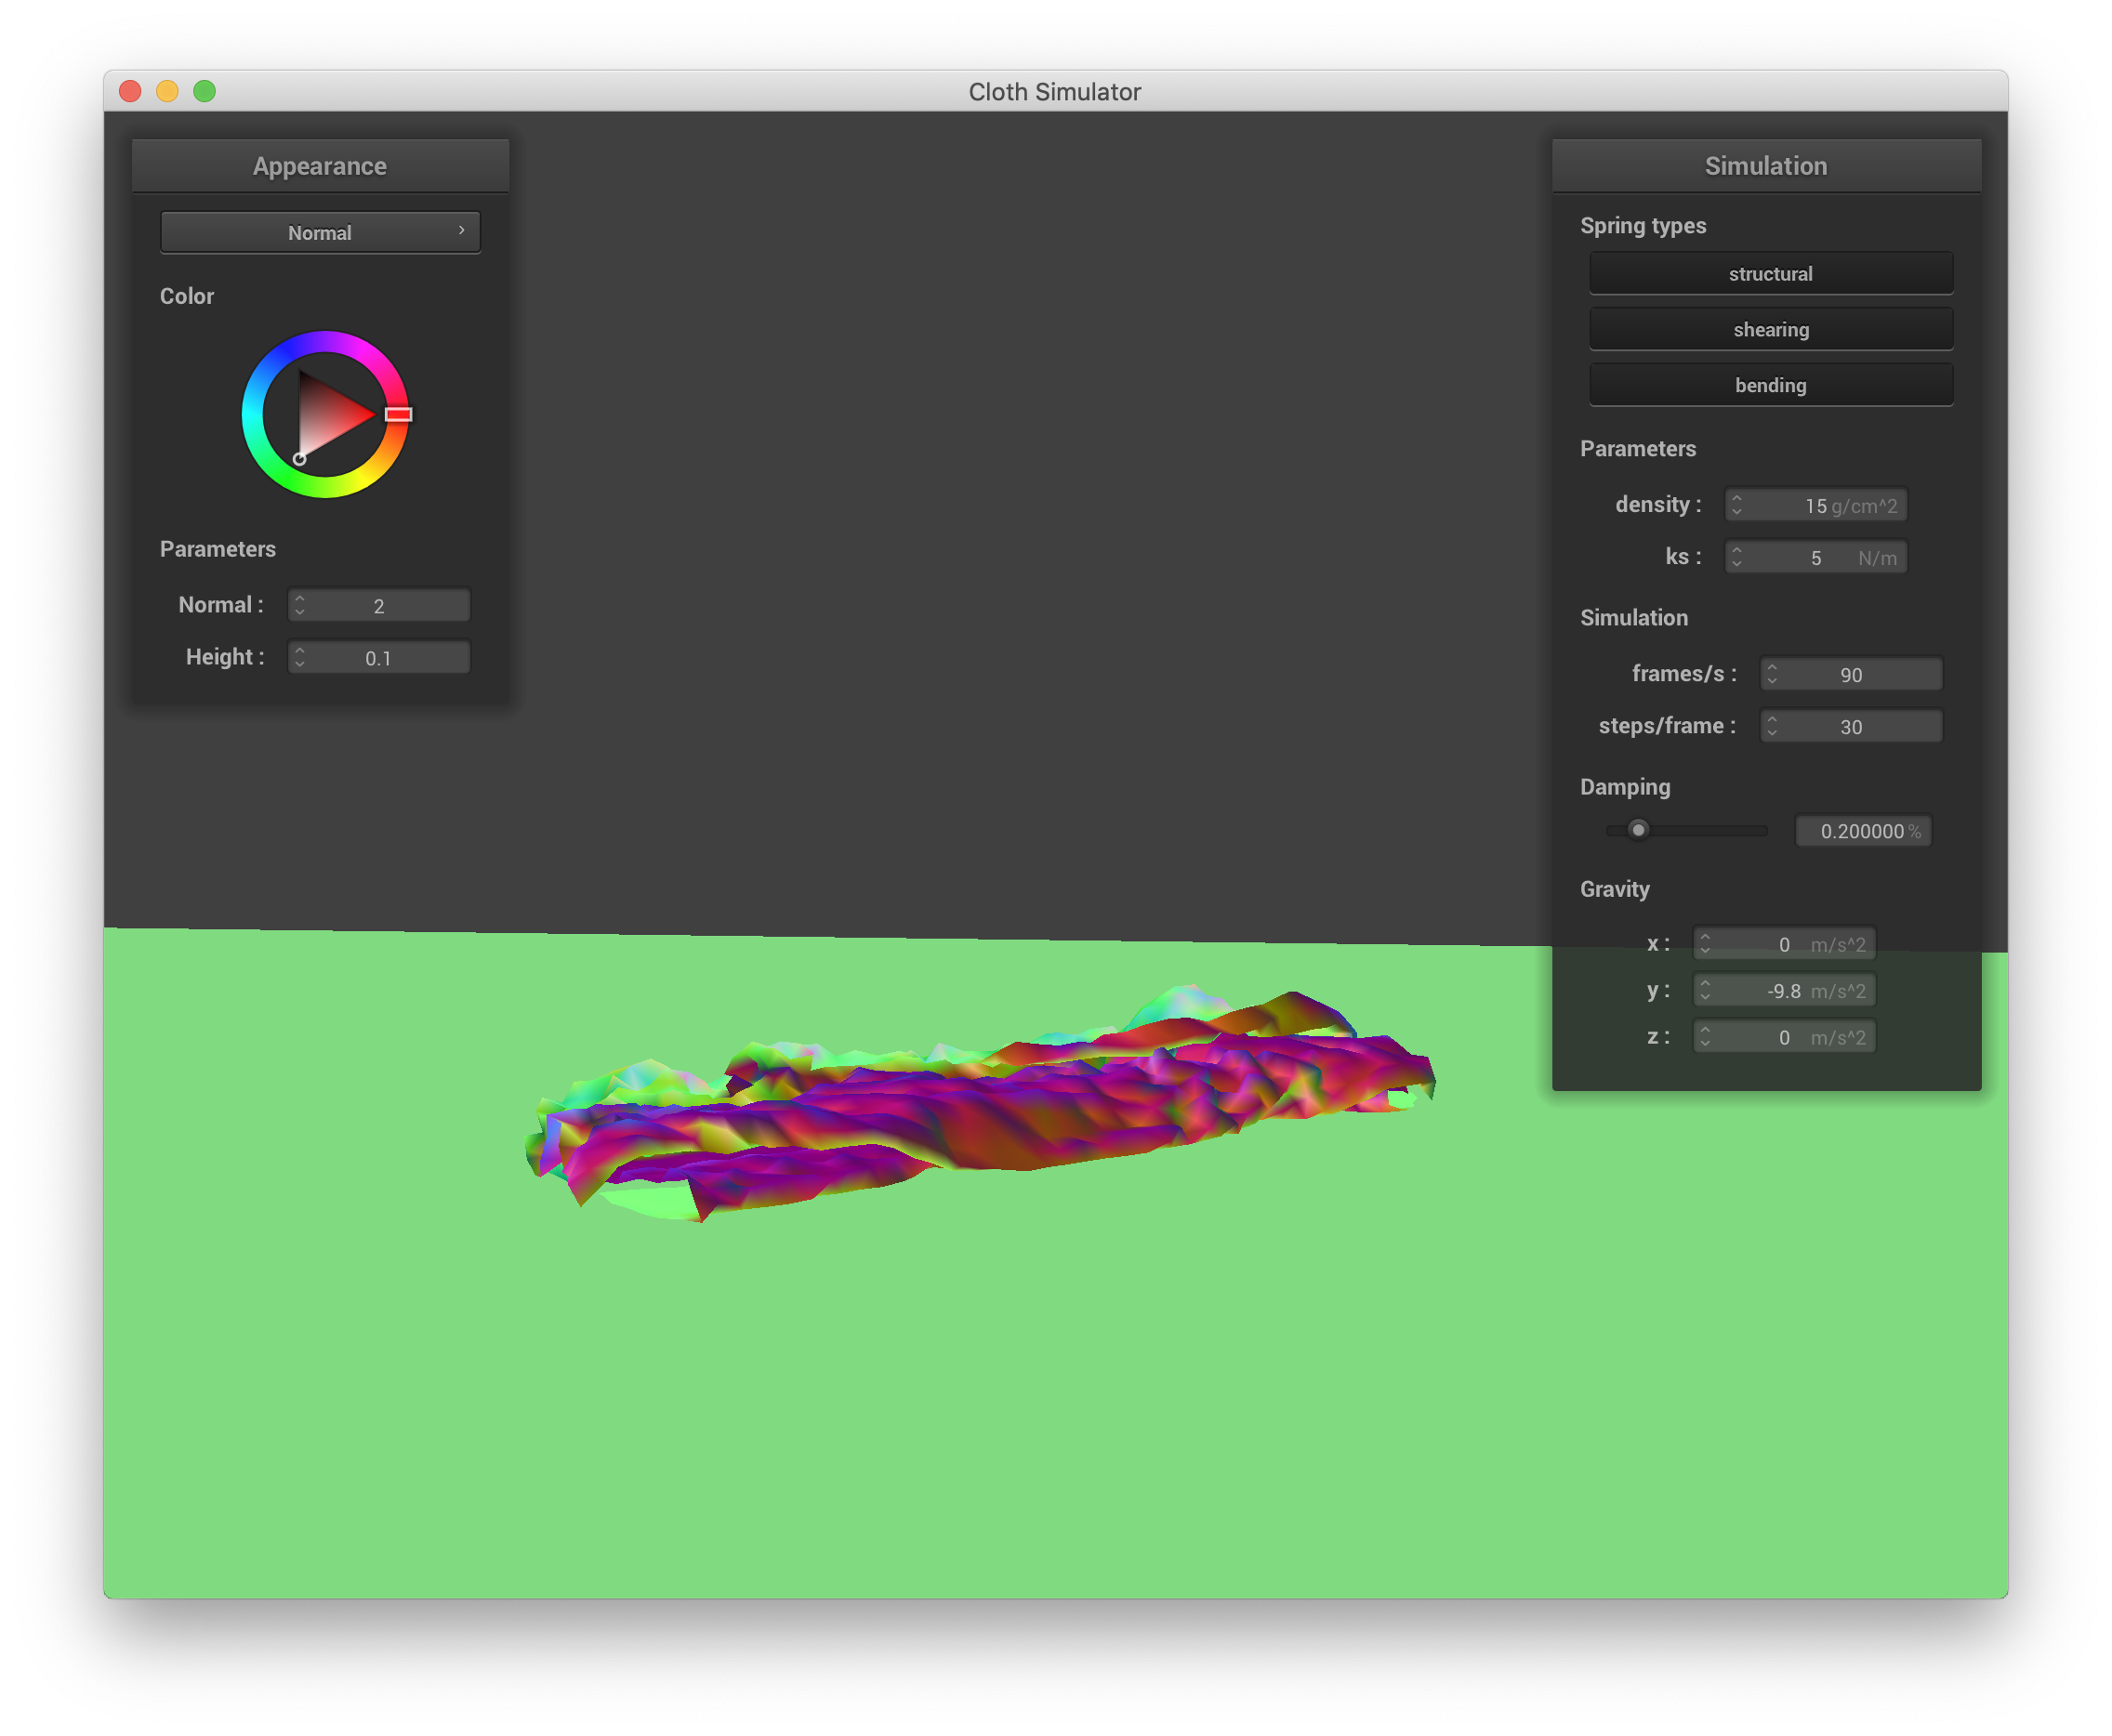 Cloth Simulator
Appearance
Normal
Color
Parameters
Normal : 2
Height : 0.1
Simulation
Spring types
structural
shearing
bending
Parameters
density : 15 g/cm^2
ks : 5 N/m
Simulation
frames/s : 90
steps/frame : 30
Damping
0.200000 %
Gravity
x : 0 m/s^2
y : -9.8 m/s^2
z : 0 m/s^2